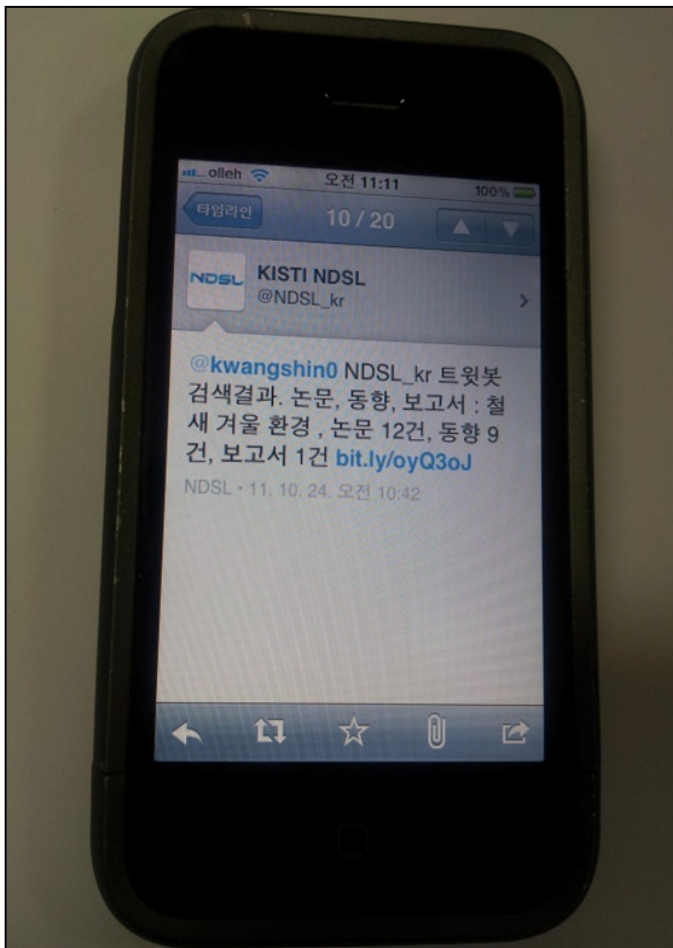 olleh 오전 11:11 100%
타임라인 10 / 20
NDSL KISTI NDSL
@NDSL_kr
@kwangshin0 NDSL_kr 트윗봇
검색결과. 논문, 동향, 보고서 : 철
새 겨울 환경 , 논문 12건, 동향 9
건, 보고서 1건 bit.ly/oyQ3oJ
NDSL • 11. 10. 24. 오전 10:42